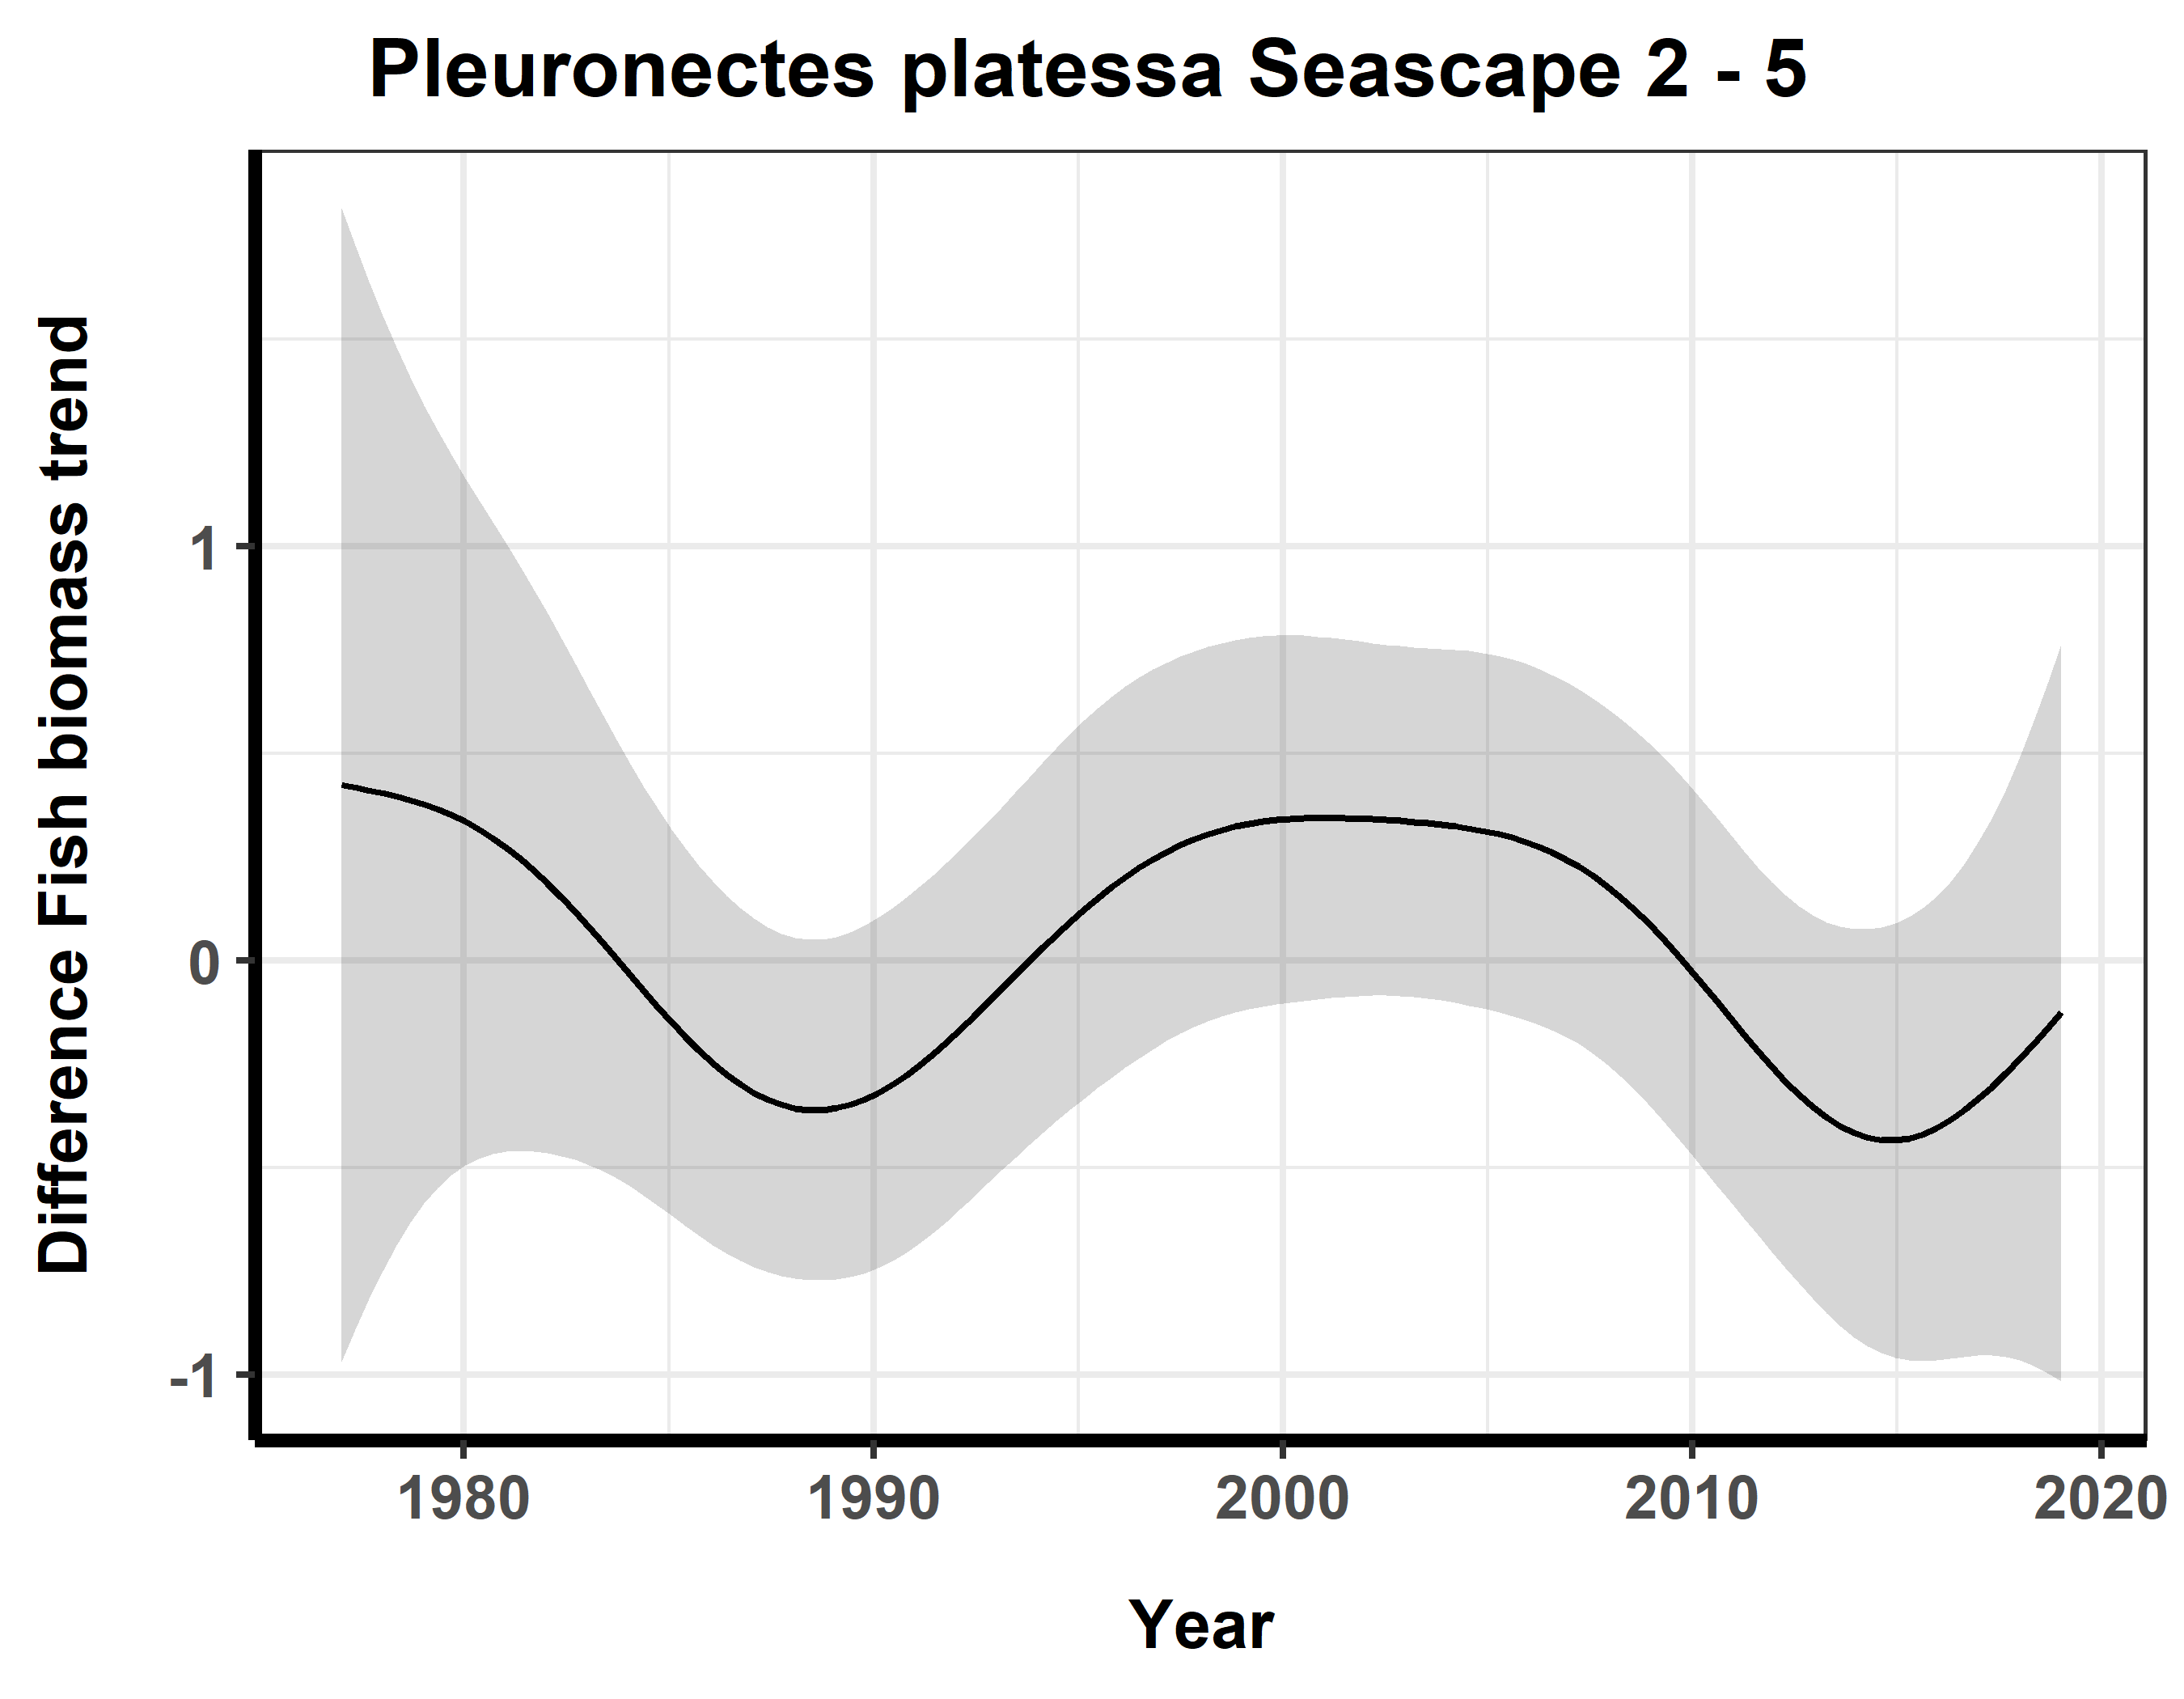 Pleuronectes platessa Seascape 2 - 5
Difference Fish biomass trend
1
0
-1
1980 1990 2000 2010 2020
Year